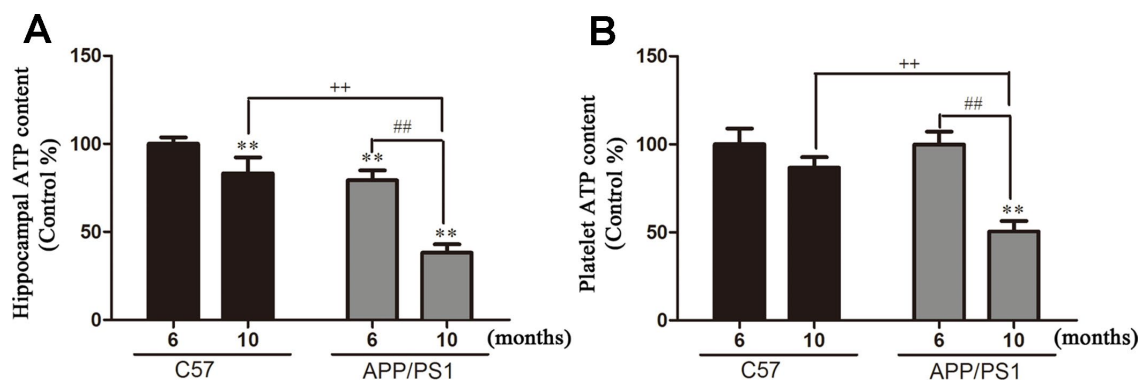 A
Hippocampal ATP content
(Control %)
150
100
50
0
**
**
**
++
##
6 10 6 10 (months)
C57 APP/PS1
B
Platelet ATP content
(Control %)
150
100
50
0
++
##
**
6 10 6 10 (months)
C57 APP/PS1